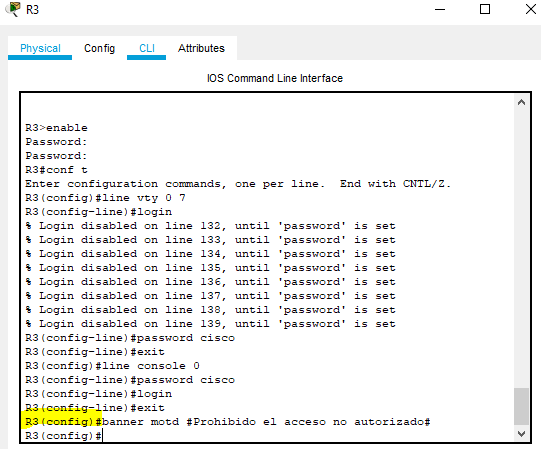 R3
Physical Config CLI Attributes
IOS Command Line Interface
R3>enable
Password:
Password:
R3#conf t
Enter configuration commands, one per line.  End with CNTL/Z.
R3(config)#line vty 0 7
R3(config-line)#login
% Login disabled on line 132, until 'password' is set
% Login disabled on line 133, until 'password' is set
% Login disabled on line 134, until 'password' is set
% Login disabled on line 135, until 'password' is set
% Login disabled on line 136, until 'password' is set
% Login disabled on line 137, until 'password' is set
% Login disabled on line 138, until 'password' is set
% Login disabled on line 139, until 'password' is set
R3(config-line)#password cisco
R3(config-line)#exit
R3(config)#line console 0
R3(config-line)#password cisco
R3(config-line)#login
R3(config-line)#exit
R3(config)#banner motd #Prohibido el acceso no autorizado#
R3(config)#